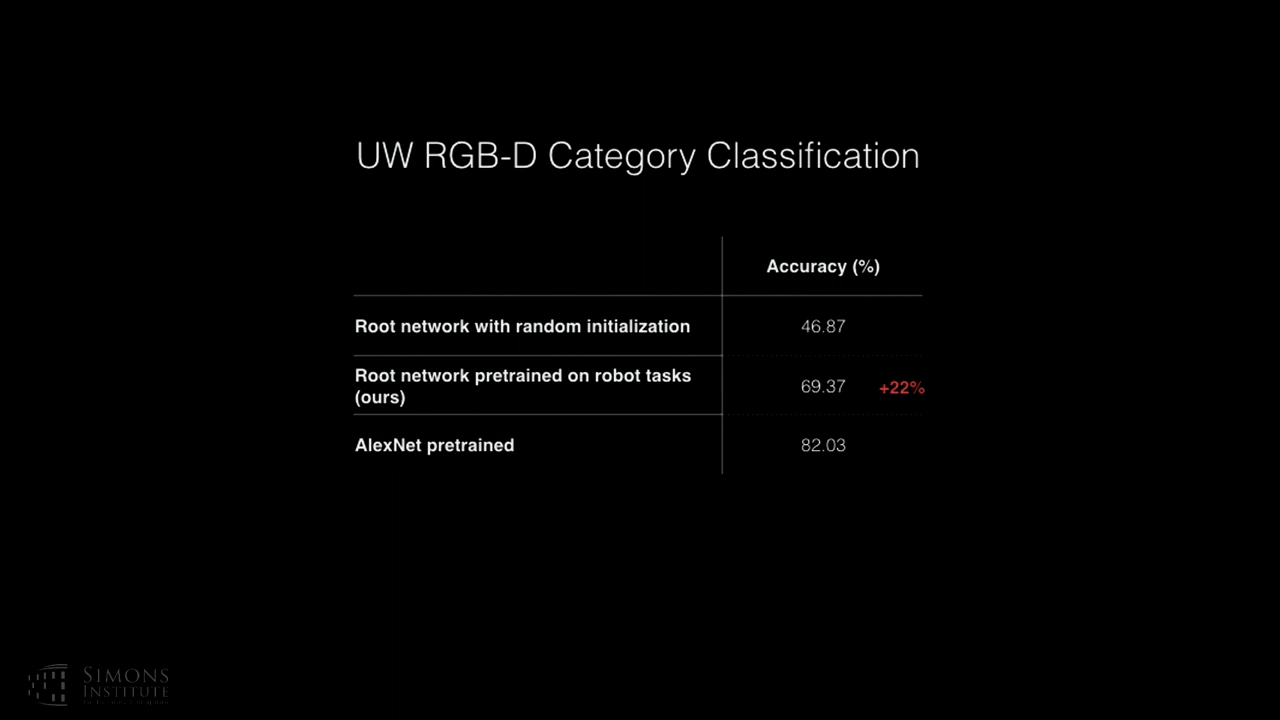 UW RGB-D Category Classification
Accuracy (%)
Root network with random initialization 46.87
Root network pretrained on robot tasks
(ours) 69.37 +22%
AlexNet pretrained 82.03
SIMONS
INSTITUTE